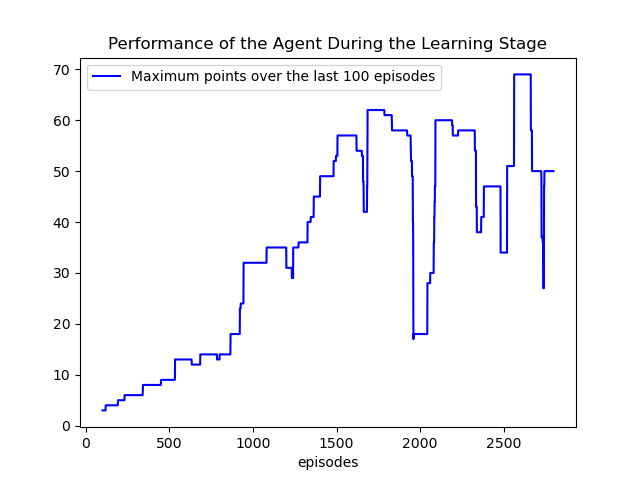 Performance of the Agent During the Learning Stage
Maximum points over the last 100 episodes
70
60
50
40
30
20
10
0
0 500 1000 1500 2000 2500
episodes